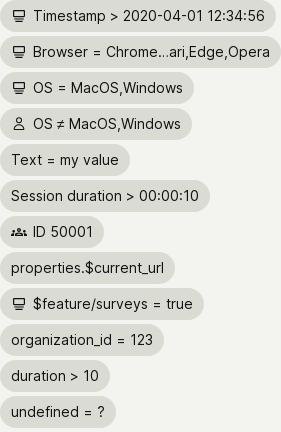 Timestamp > 2020-04-01 12:34:56
Browser = Chrome...ari,Edge,Opera
OS = MacOS,Windows
OS ≠ MacOS,Windows
Text = my value
Session duration > 00:00:10
ID 50001
properties.$current_url
$feature/surveys = true
organization_id = 123
duration > 10
undefined = ?